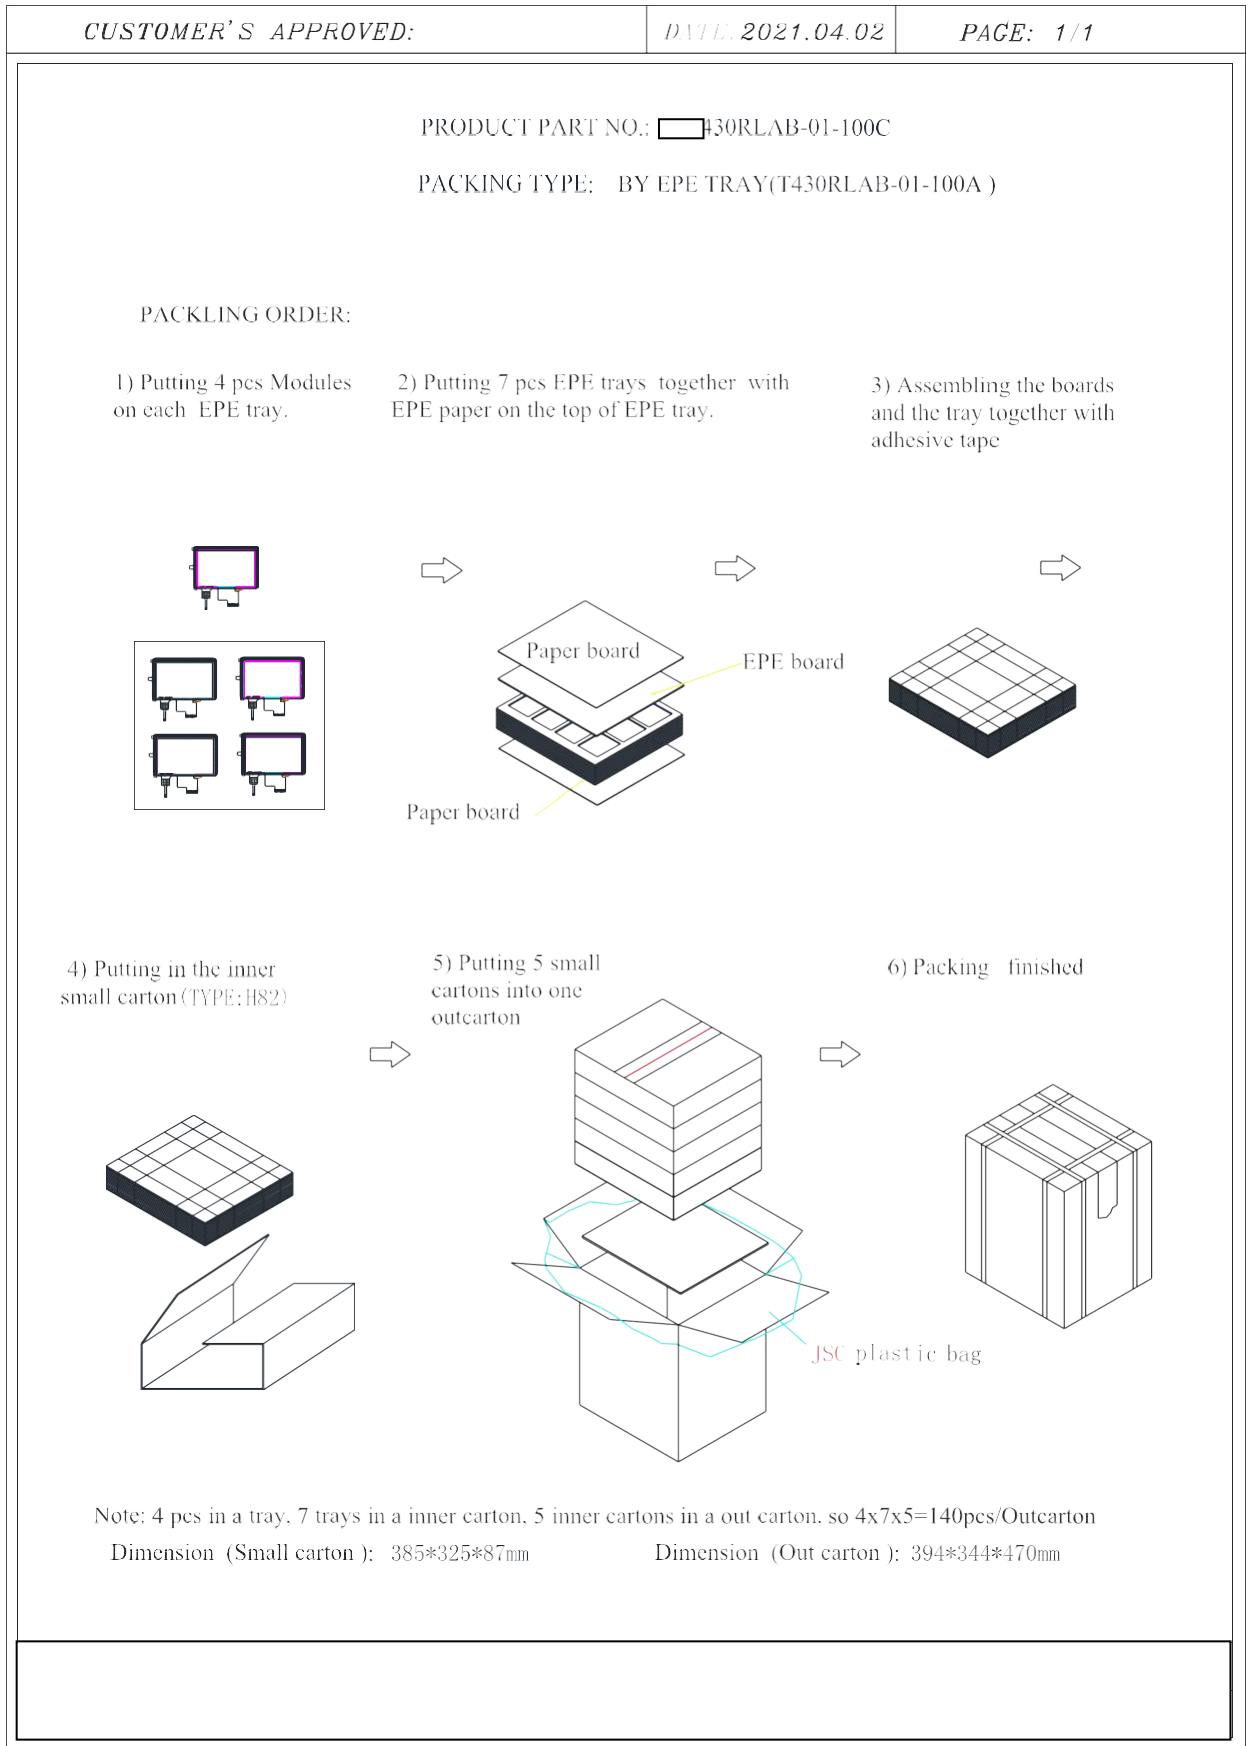 CUSTOMER'S APPROVED:
DATE: 2021.04.02
PAGE: 1/1
PRODUCT PART NO.: 430RLAB-01-100C
PACKING TYPE: BY EPE TRAY(T430RLAB-01-100A )
PACKLING ORDER:
1) Putting 4 pcs Modules
on each EPE tray.
2) Putting 7 pcs EPE trays together with
EPE paper on the top of EPE tray.
3) Assembling the boards
and the tray together with
adhesive tape
Paper board
EPE board
Paper board
4) Putting in the inner
small carton(TYPE:H82)
5) Putting 5 small
cartons into one
outcarton
6) Packing finished
JSC plastic bag
Note: 4 pcs in a tray. 7 trays in a inner carton. 5 inner cartons in a out carton. so 4x7x5=140pcs/Outcarton
Dimension (Small carton ): 385*325*87mm
Dimension (Out carton ): 394*344*470mm